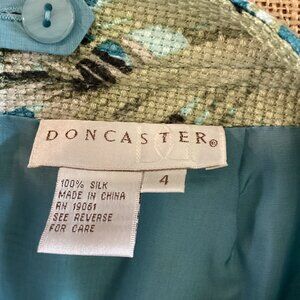 DONCASTER®
4
100% SILK
MADE IN CHINA
RN 19061
SEE REVERSE
FOR CARE